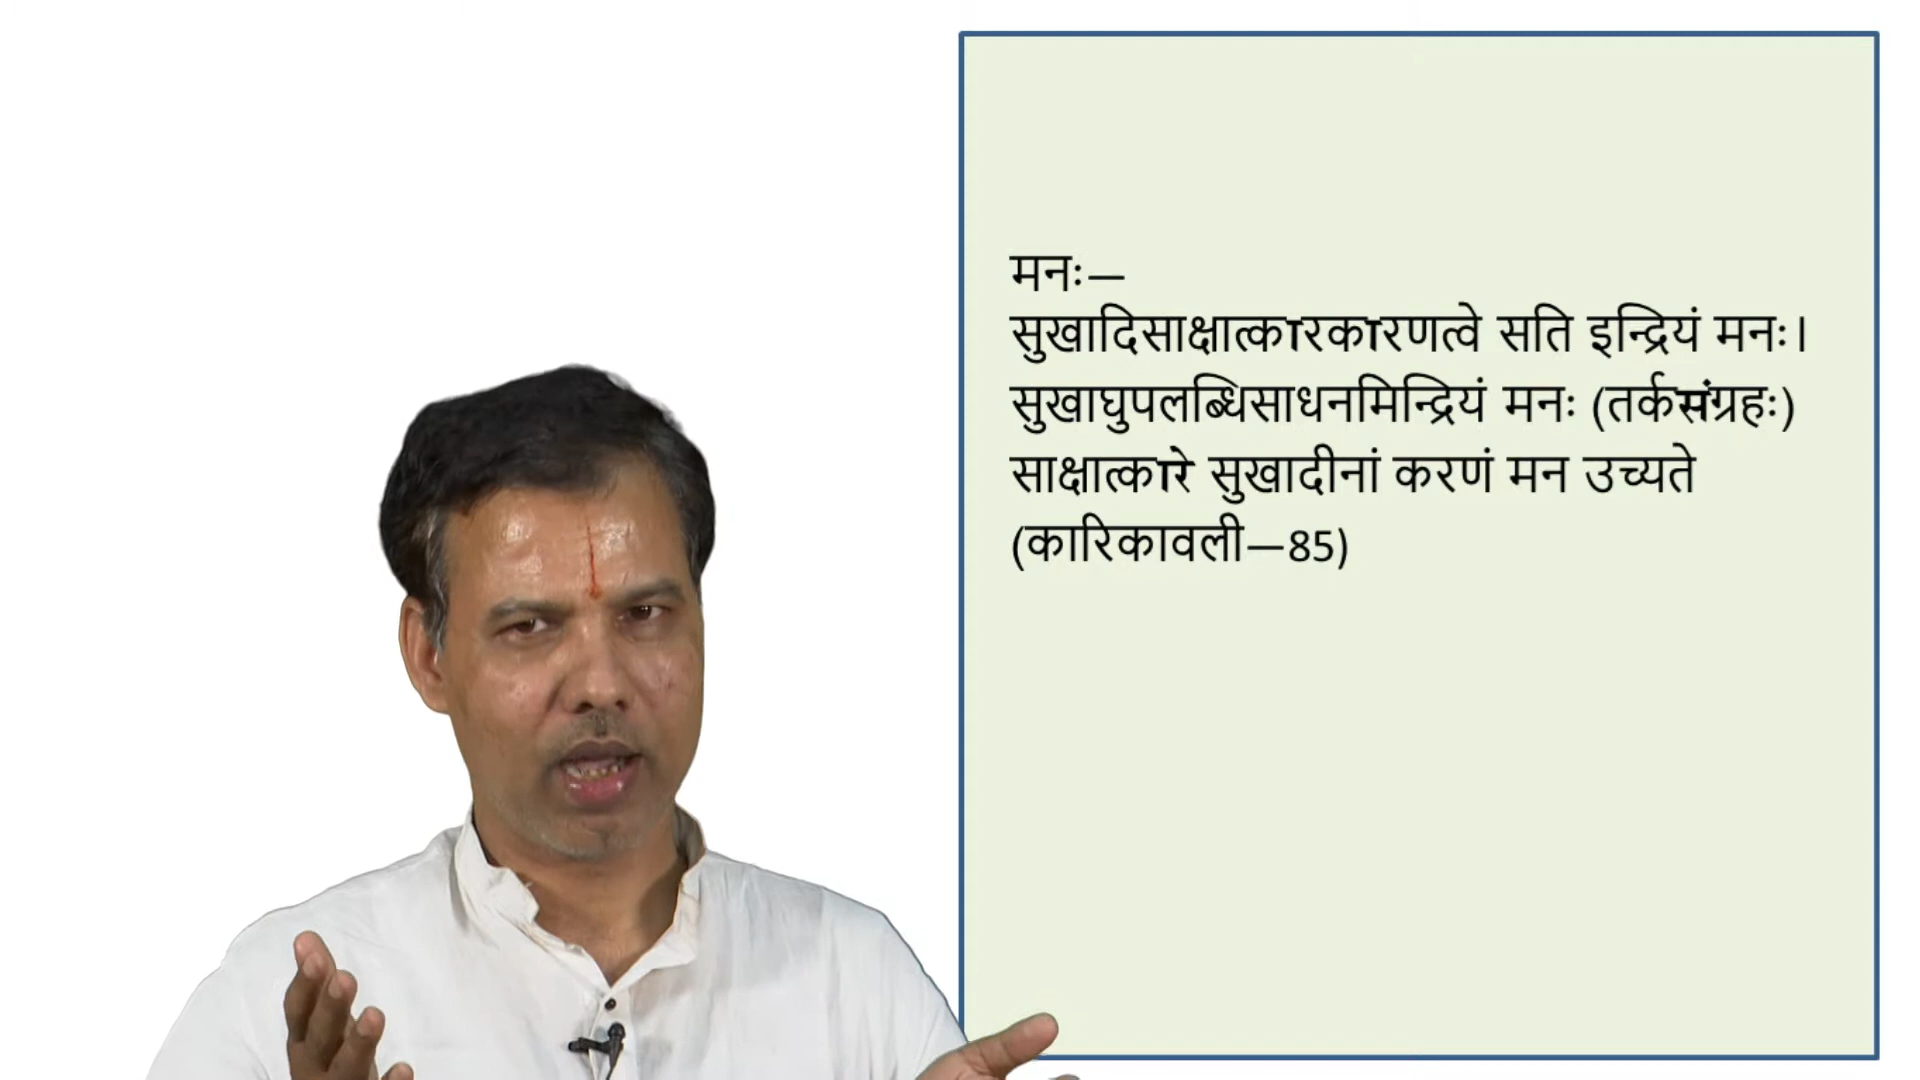 मनः—
सुखादिसाक्षात्कारकारणत्वे सति इन्द्रियं मनः।
सुखाघुपलब्धिसाधनमिन्द्रियं मनः (तर्कसंग्रहः)
साक्षात्कारे सुखादीनां करणं मन उच्यते
(कारिकावली—85)